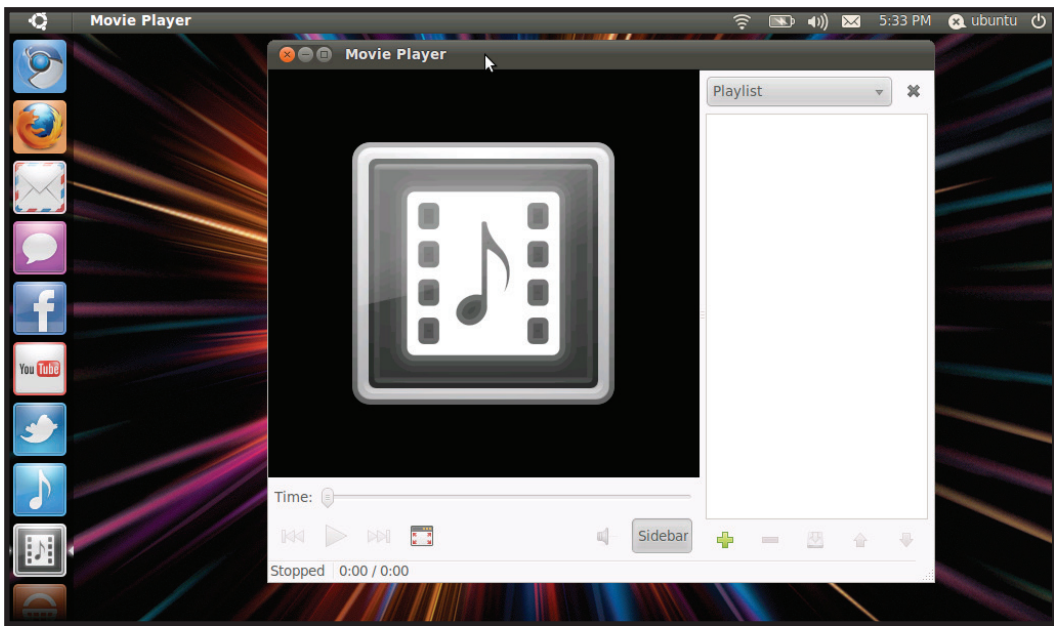 Movie Player
5:33 PM
ubuntu
Movie Player
Playlist
You Tube
Time:
Sidebar
Stopped 0:00 / 0:00